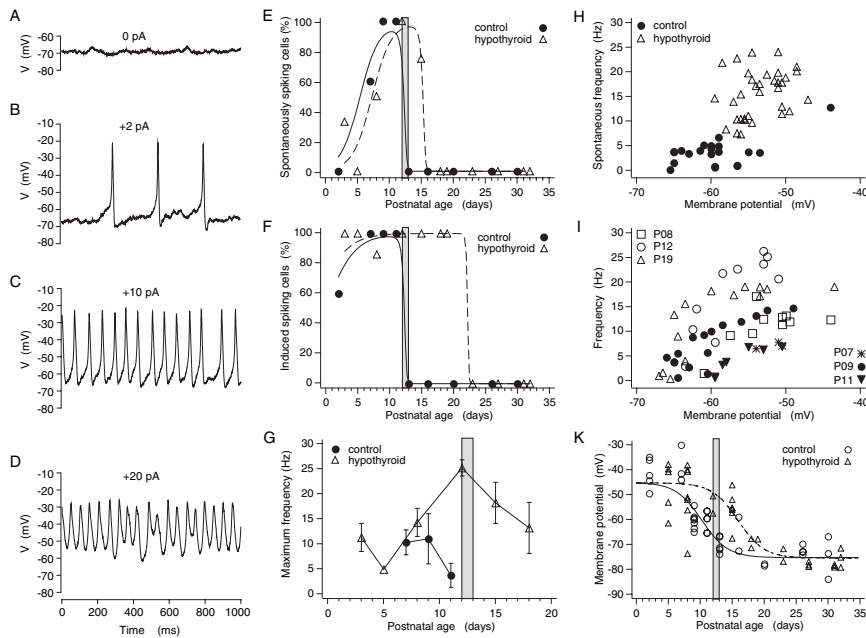 A
0 pA
V (mV)
-60
-70
-80
B
+2 pA
V (mV)
-10
-20
-30
-40
-50
-60
-70
-80
C
+10 pA
V (mV)
-10
-20
-30
-40
-50
-60
-70
-80
D
+20 pA
V (mV)
-10
-20
-30
-40
-50
-60
-70
-80
0 200 400 600 800 1000
Time (ms)
E
Spontaneously spiking cells (%)
100
80
60
40
20
0
control
hypothyroid
0 5 10 15 20 25 30 35
Postnatal age (days)
F
Induced spiking cells (%)
100
80
60
40
20
0
control
hypothyroid
0 5 10 15 20 25 30 35
Postnatal age (days)
G
Maximum frequency (Hz)
30
25
20
15
10
5
0
control
hypothyroid
0 5 10 15 20
Postnatal age (days)
H
Spontaneous frequency (Hz)
30
25
20
15
10
5
0
control
hypothyroid
-70 -60 -50 -40
Membrane potential (mV)
I
Frequency (Hz)
30
25
20
15
10
5
0
P08
P12
P19
P07
P09
P11
-70 -60 -50 -40
Membrane potential (mV)
K
Membrane potential (mV)
-30
-40
-50
-60
-70
-80
-90
control
hypothyroid
0 5 10 15 20 25 30 35
Postnatal age (days)